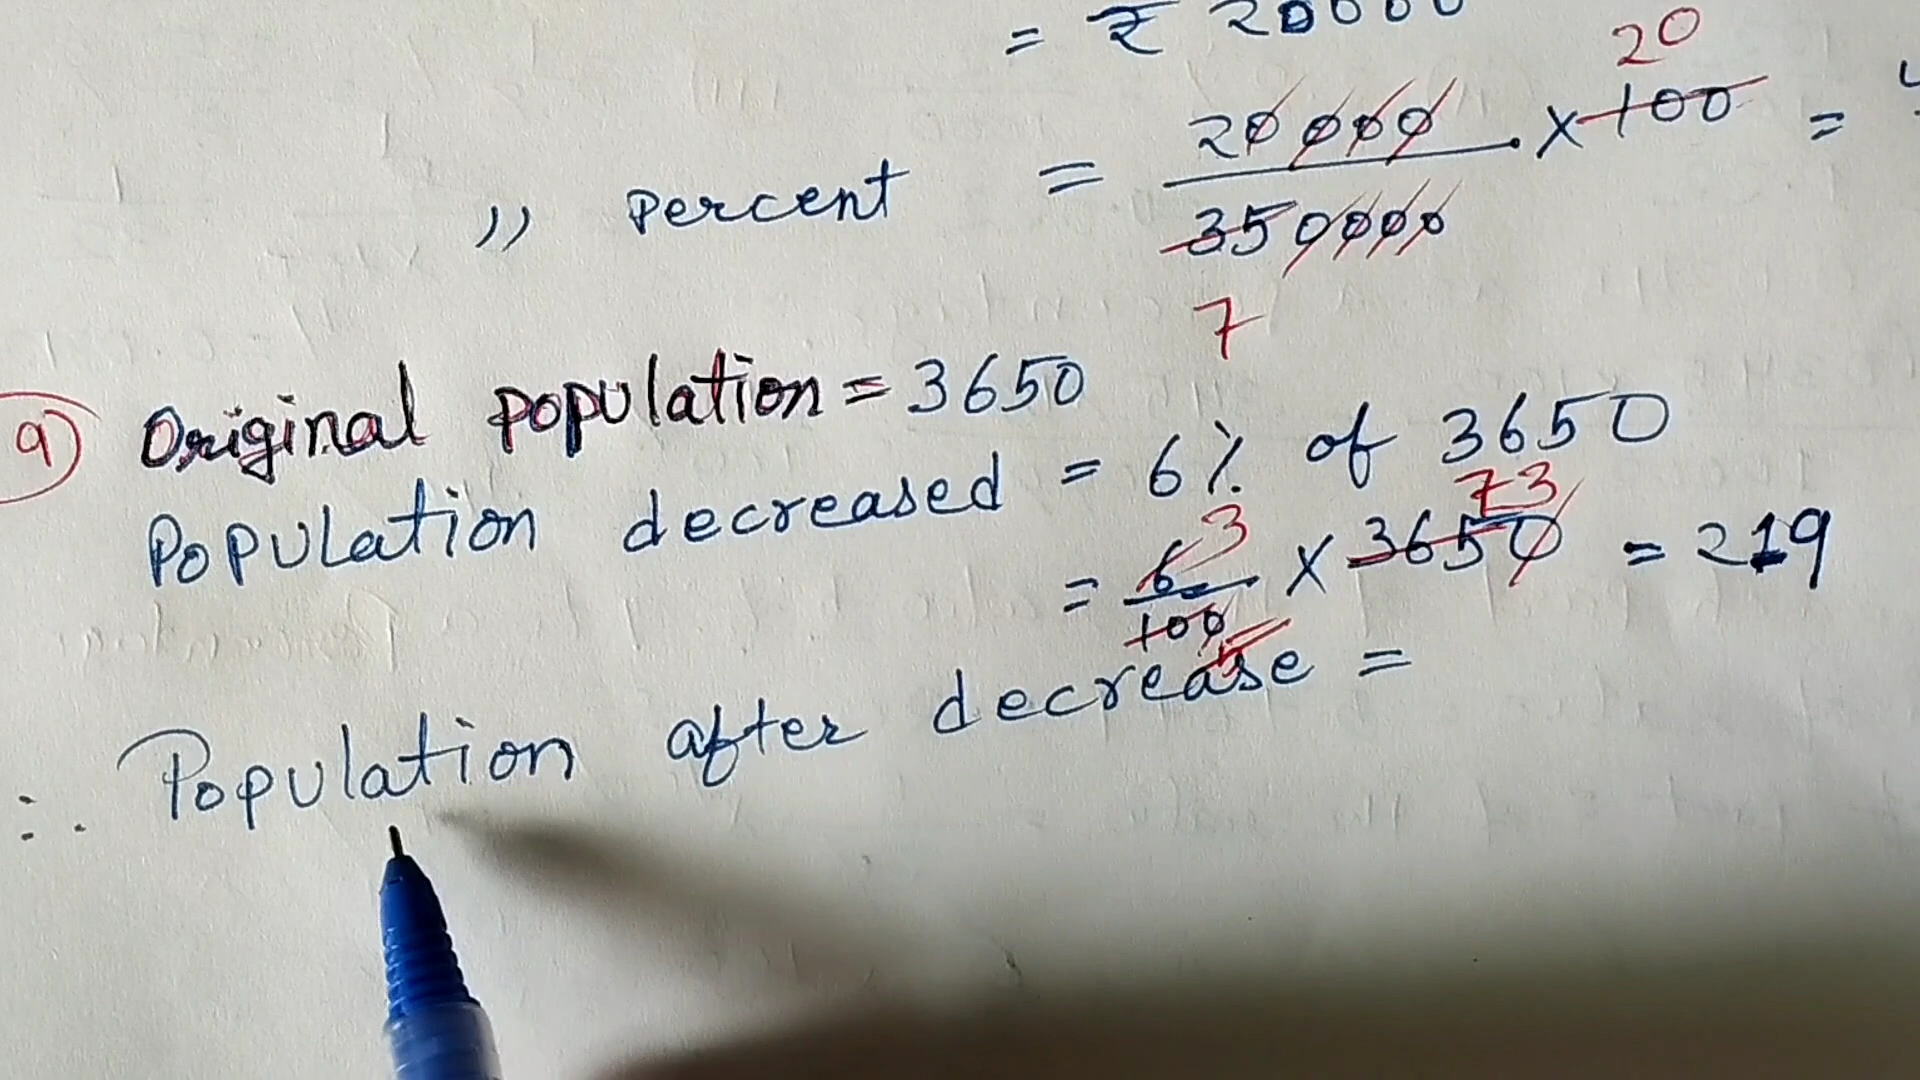 = ₹ 20000
20
,, Percent = 20000/350000 × 100 =
7
9) Original population = 3650
Population decreased = 6% of 3650
3 73
= 6/100 × 3650 = 219
∴ Population after decrease =